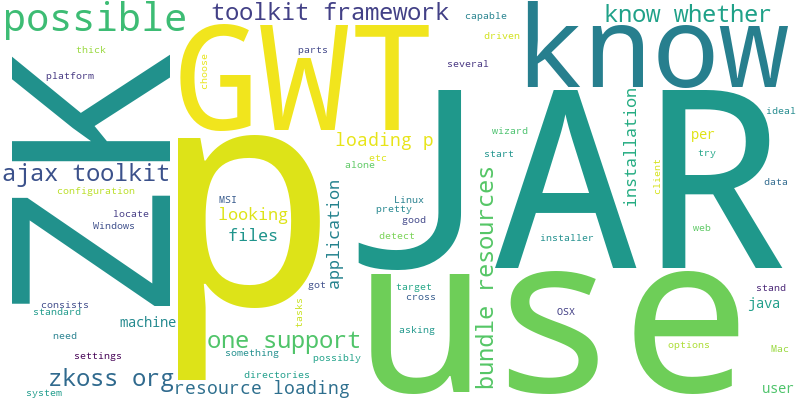 possible
toolkit framework
capable
know whether
thick
GWT
parts
driven
know
platform
choose
several
ZK
JAR
ideal
loading p
wizard
per
ajax toolkit
etc
start
try
alone
installation
client
configuration
p
MSI
Linux
data
locate
looking
pretty
good
Windows
files
application
detect
bundle resources
installer
web
use
target
consists
got
cross
OSX
stand
standard
tasks
java
machine
asking
need
one support
options
Mac
settings
something
possibly
zkoss org
directories
resource loading
user
system